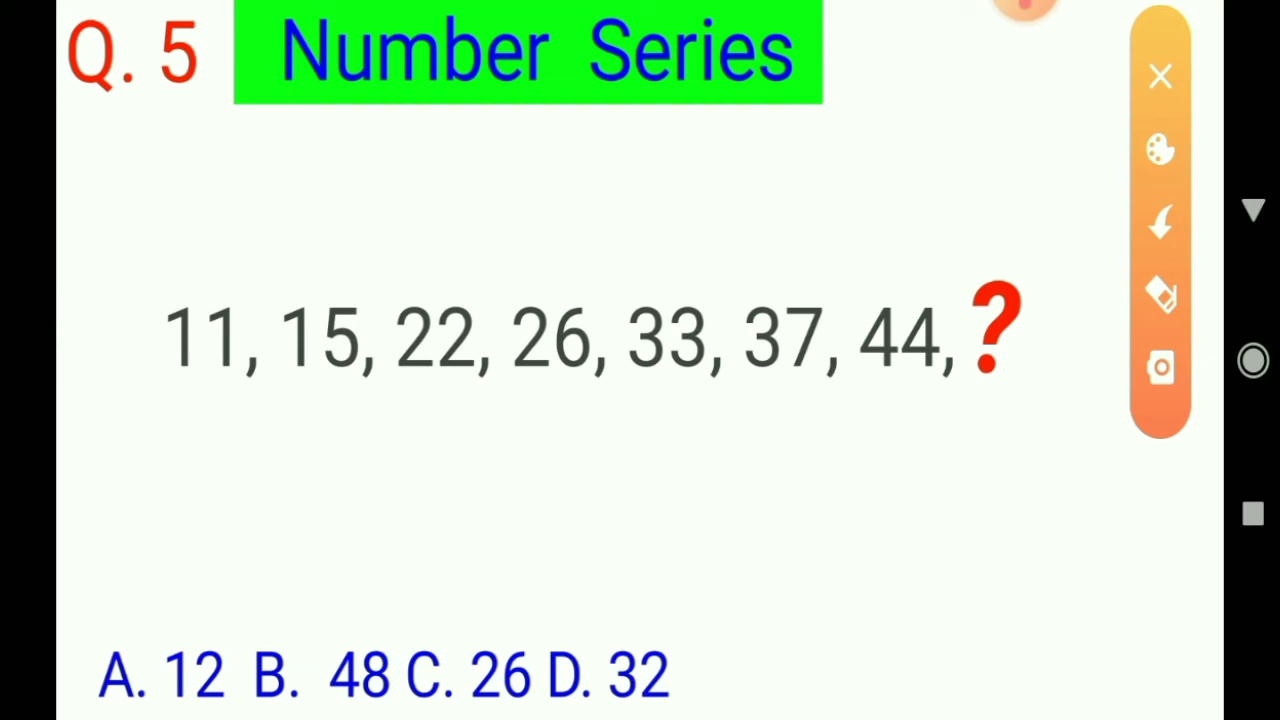 Q. 5 Number Series
11, 15, 22, 26, 33, 37, 44, ?
A. 12 B. 48 C. 26 D. 32